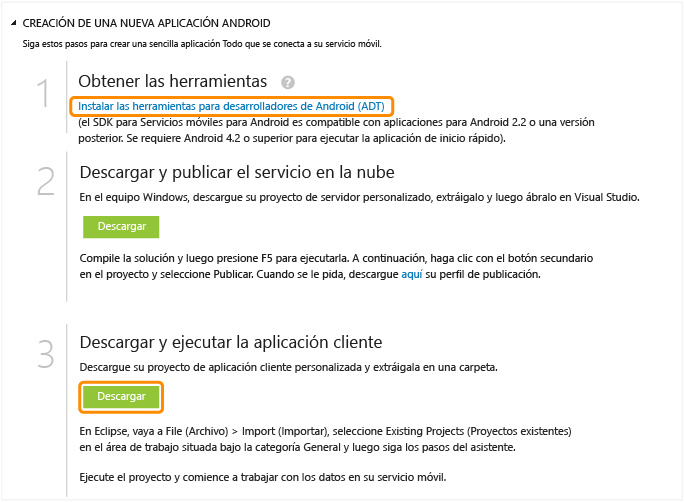 CREACIÓN DE UNA NUEVA APLICACIÓN ANDROID
Siga estos pasos para crear una sencilla aplicación Todo que se conecta a su servicio móvil.
1
Obtener las herramientas ?
Instalar las herramientas para desarrolladores de Android (ADT)
(el SDK para Servicios móviles para Android es compatible con aplicaciones para Android 2.2 o una versión
posterior. Se requiere Android 4.2 o superior para ejecutar la aplicación de inicio rápido).
2
Descargar y publicar el servicio en la nube
En el equipo Windows, descargue su proyecto de servidor personalizado, extráigalo y luego ábralo en Visual Studio.
Descargar
Compile la solución y luego presione F5 para ejecutarla. A continuación, haga clic con el botón secundario
en el proyecto y seleccione Publicar. Cuando se le pida, descargue aquí su perfil de publicación.
3
Descargar y ejecutar la aplicación cliente
Descargue su proyecto de aplicación cliente personalizada y extráigala en una carpeta.
Descargar
En Eclipse, vaya a File (Archivo) > Import (Importar), seleccione Existing Projects (Proyectos existentes)
en el área de trabajo situada bajo la categoría General y luego siga los pasos del asistente.
Ejecute el proyecto y comience a trabajar con los datos en su servicio móvil.